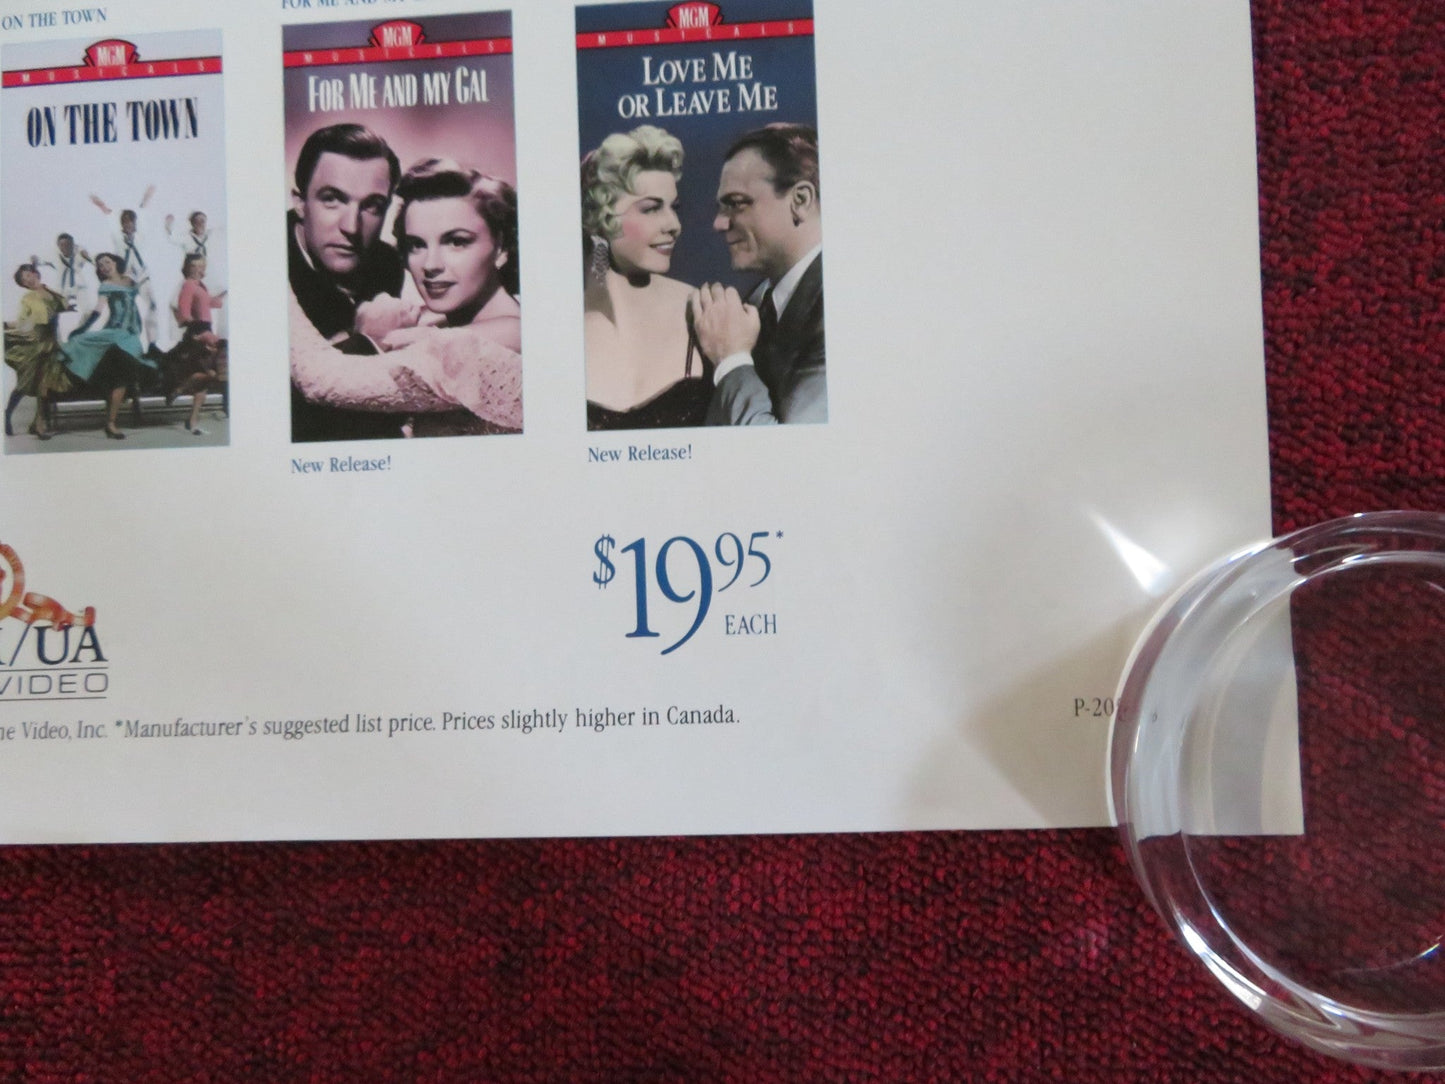 ON THE TOWN
FOR ME AND MY
MGM
MUSICALS
ON THE TOWN
MGM
MUSICALS
FOR ME AND MY GAL
New Release!
MGM
MUSICALS
LOVE ME
OR LEAVE ME
New Release!
$19.95*
EACH
/UA
VIDEO
Video, Inc. *Manufacturer's suggested list price. Prices slightly higher in Canada.
P-20